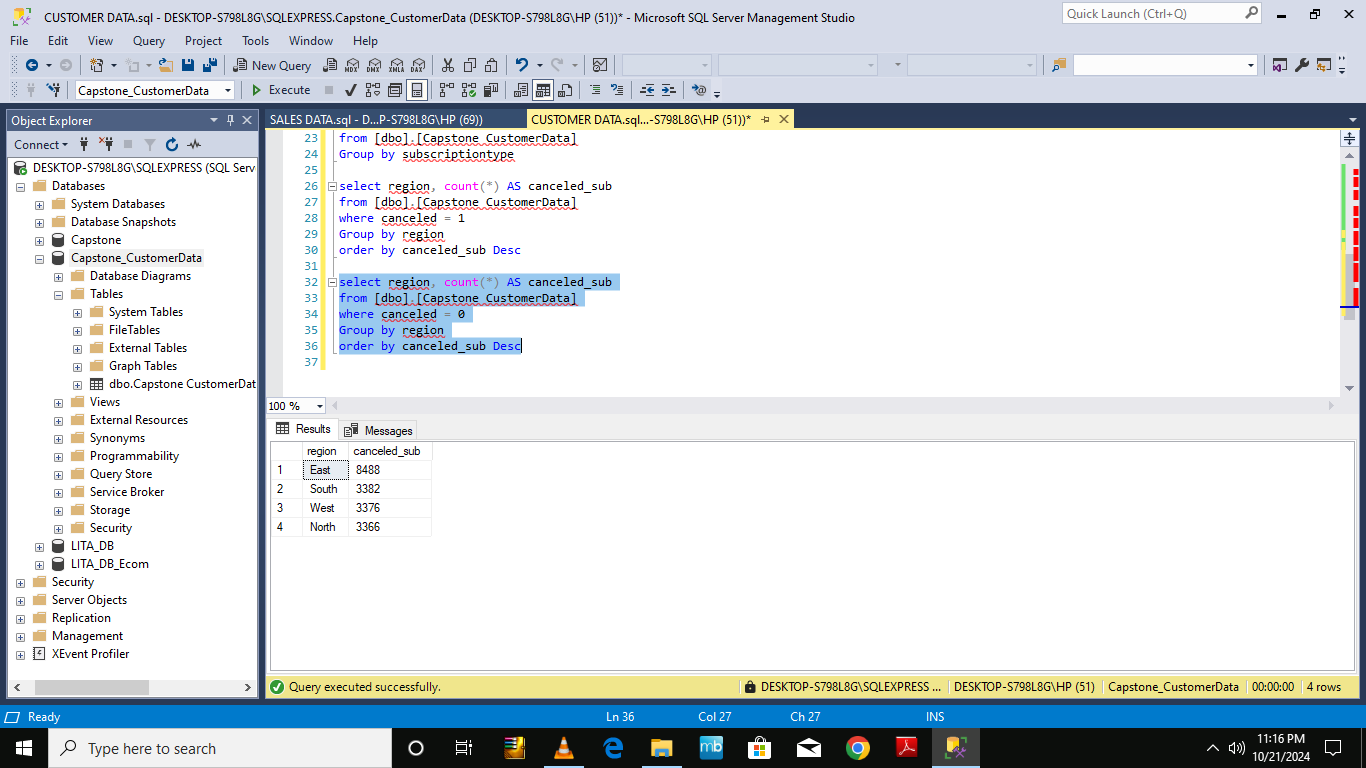 CUSTOMER DATA.sql - DESKTOP-S798L8G\SQLEXPRESS.Capstone_CustomerData (DESKTOP-S798L8G\HP (51))* - Microsoft SQL Server Management Studio
Quick Launch (Ctrl+Q)
File Edit View Query Project Tools Window Help
New Query MDX DMX XMLA DAX
Capstone_CustomerData Execute
Object Explorer
SALES DATA.sql - D...P-S798L8G\HP (69))
CUSTOMER DATA.sql...-S798L8G\HP (51))*
Connect
DESKTOP-S798L8G\SQLEXPRESS (SQL Serv
Databases
System Databases
Database Snapshots
Capstone
Capstone_CustomerData
Database Diagrams
Tables
System Tables
FileTables
External Tables
Graph Tables
dbo.Capstone CustomerDat
Views
External Resources
Synonyms
Programmability
Query Store
Service Broker
Storage
Security
LITA_DB
LITA_DB_Ecom
Security
Server Objects
Replication
Management
XEvent Profiler
23 from [dbo].[Capstone CustomerData]
24 Group by subscriptiontype
25
26 select region, count(*) AS canceled_sub
27 from [dbo].[Capstone CustomerData]
28 where canceled = 1
29 Group by region
30 order by canceled_sub Desc
31
32 select region, count(*) AS canceled_sub
33 from [dbo].[Capstone CustomerData]
34 where canceled = 0
35 Group by region
36 order by canceled_sub Desc
37
100 %
Results Messages
region canceled_sub
1 East 8488
2 South 3382
3 West 3376
4 North 3366
Query executed successfully.
DESKTOP-S798L8G\SQLEXPRESS ... DESKTOP-S798L8G\HP (51) Capstone_CustomerData 00:00:00 4 rows
Ready Ln 36 Col 27 Ch 27 INS
Type here to search
mb
11:16 PM
10/21/2024